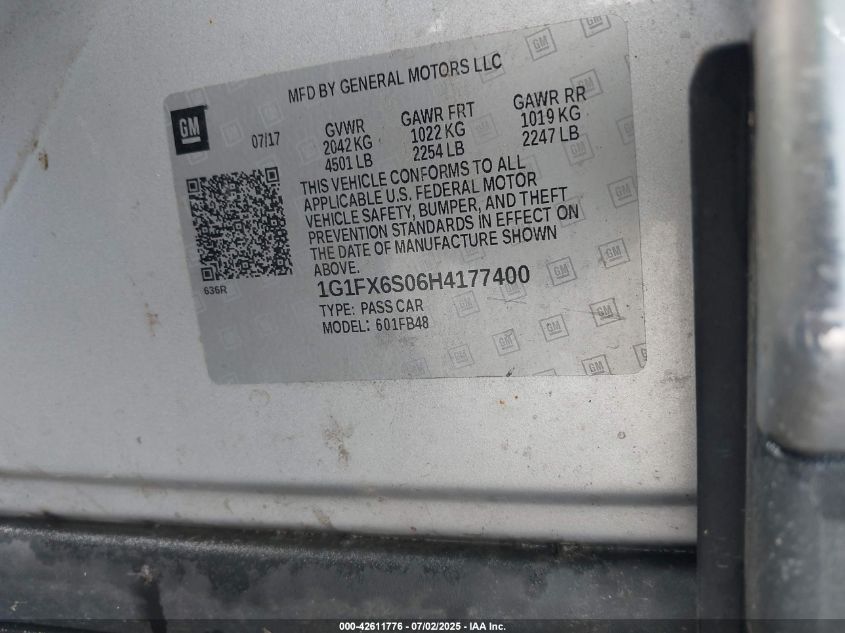 MFD BY GENERAL MOTORS LLC
GM
07/17
GVWR
2042 KG
4501 LB
GAWR FRT
1022 KG
2254 LB
GAWR RR
1019 KG
2247 LB
THIS VEHICLE CONFORMS TO ALL
APPLICABLE U.S. FEDERAL MOTOR
VEHICLE SAFETY, BUMPER, AND THEFT
PREVENTION STANDARDS IN EFFECT ON
THE DATE OF MANUFACTURE SHOWN
ABOVE.
636R
1G1FX6S06H4177400
TYPE: PASS CAR
MODEL: 601FB48
000-42611776 - 07/02/2025 - IAA Inc.